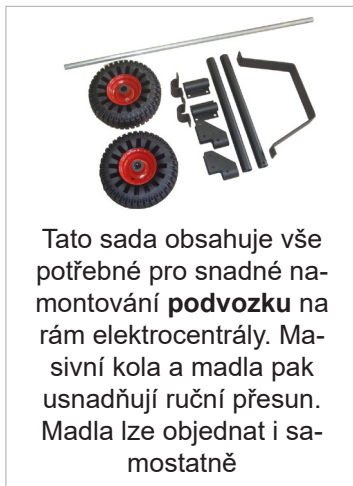 Tato sada obsahuje vše
potřebné pro snadné na-
montování podvozku na
rám elektrocentrály. Ma-
sivní kola a madla pak
usnadňují ruční přesun.
Madla lze objednat i sa-
mostatně